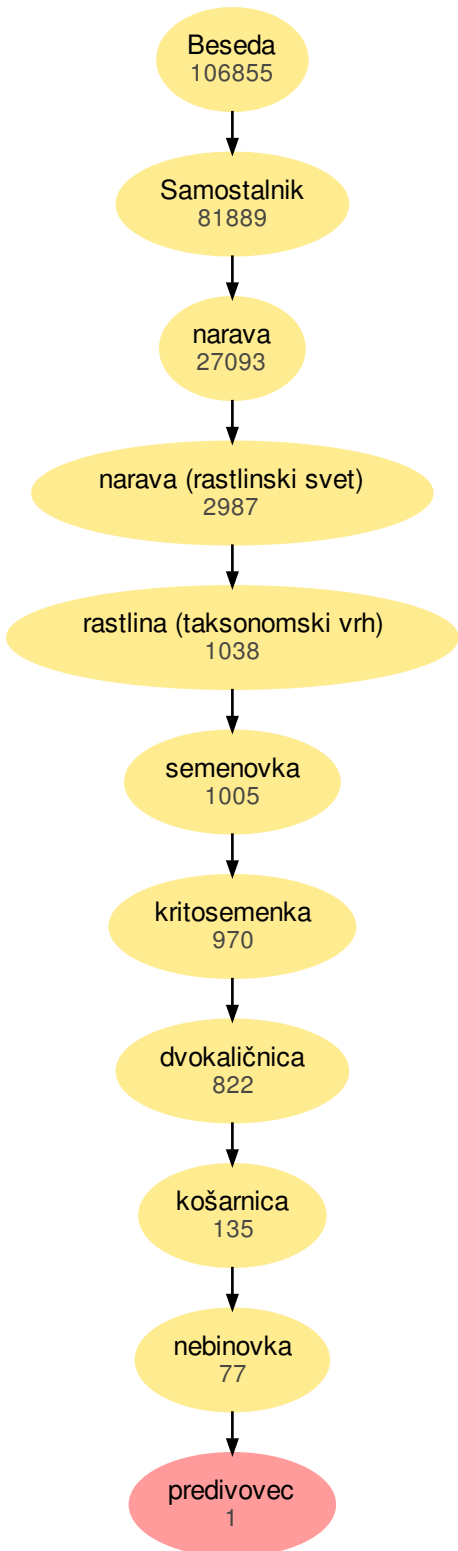 Beseda
106855
Samostalnik
81889
narava
27093
narava (rastlinski svet)
2987
rastlina (taksonomski vrh)
1038
semenovka
1005
kritosemenka
970
dvokaličnica
822
košarnica
135
nebinovka
77
predivovec
1